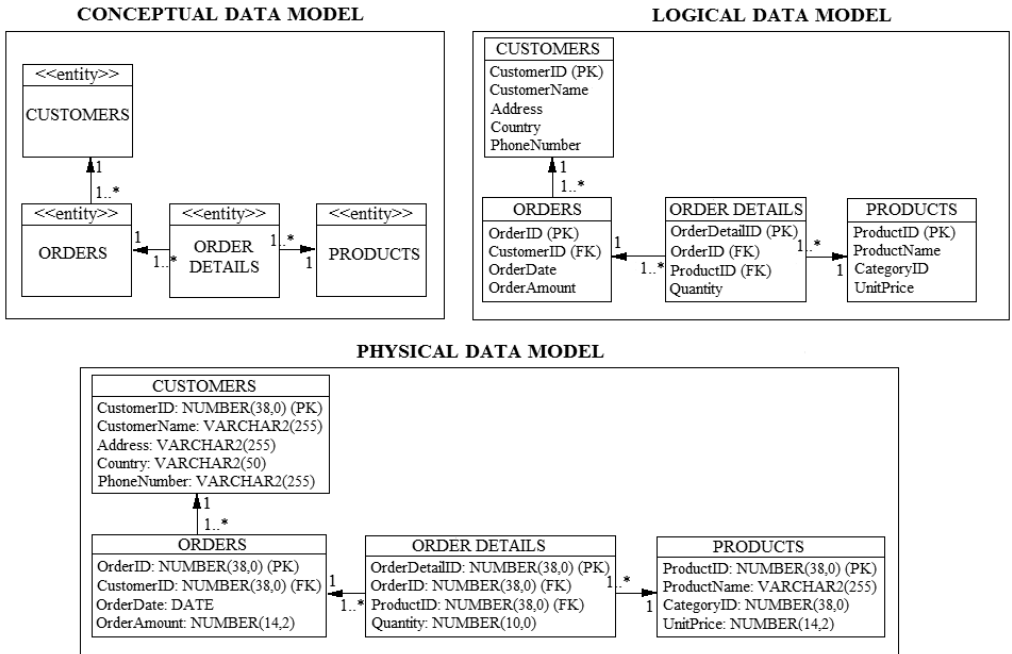 CONCEPTUAL DATA MODEL
<<entity>>
CUSTOMERS
1
1..*
<<entity>>
ORDERS
1
1..*
<<entity>>
ORDER
DETAILS
1..*
1
<<entity>>
PRODUCTS
LOGICAL DATA MODEL
CUSTOMERS
CustomerID (PK)
CustomerName
Address
Country
PhoneNumber
1
1..*
ORDERS
OrderID (PK)
CustomerID (FK)
OrderDate
OrderAmount
1
1..*
ORDER DETAILS
OrderDetailID (PK)
OrderID (FK)
ProductID (FK)
Quantity
1..*
1
PRODUCTS
ProductID (PK)
ProductName
CategoryID
UnitPrice
PHYSICAL DATA MODEL
CUSTOMERS
CustomerID: NUMBER(38,0) (PK)
CustomerName: VARCHAR2(255)
Address: VARCHAR2(255)
Country: VARCHAR2(50)
PhoneNumber: VARCHAR2(255)
1
1..*
ORDERS
OrderID: NUMBER(38,0) (PK)
CustomerID: NUMBER(38,0) (FK)
OrderDate: DATE
OrderAmount: NUMBER(14,2)
1
1..*
ORDER DETAILS
OrderDetailID: NUMBER(38,0) (PK)
OrderID: NUMBER(38,0) (FK)
ProductID: NUMBER(38,0) (FK)
Quantity: NUMBER(10,0)
1..*
1
PRODUCTS
ProductID: NUMBER(38,0) (PK)
ProductName: VARCHAR2(255)
CategoryID: NUMBER(38,0)
UnitPrice: NUMBER(14,2)